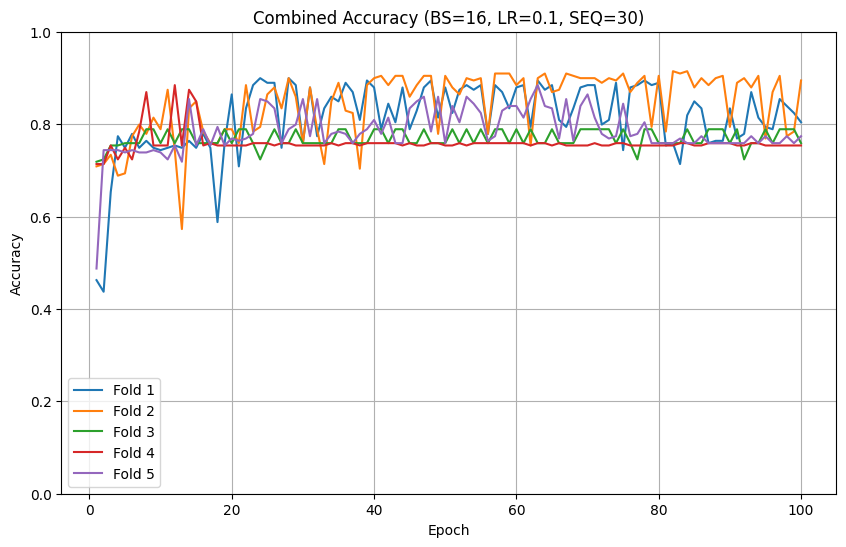 Combined Accuracy (BS=16, LR=0.1, SEQ=30)
1.0
0.8
0.6
0.4
0.2
0.0
Accuracy
Fold 1
Fold 2
Fold 3
Fold 4
Fold 5
0 20 40 60 80 100
Epoch